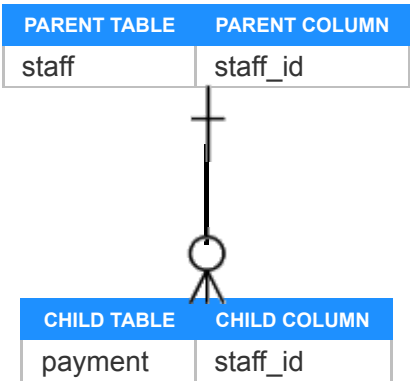 PARENT TABLE PARENT COLUMN
staff staff_id
CHILD TABLE CHILD COLUMN
payment staff_id